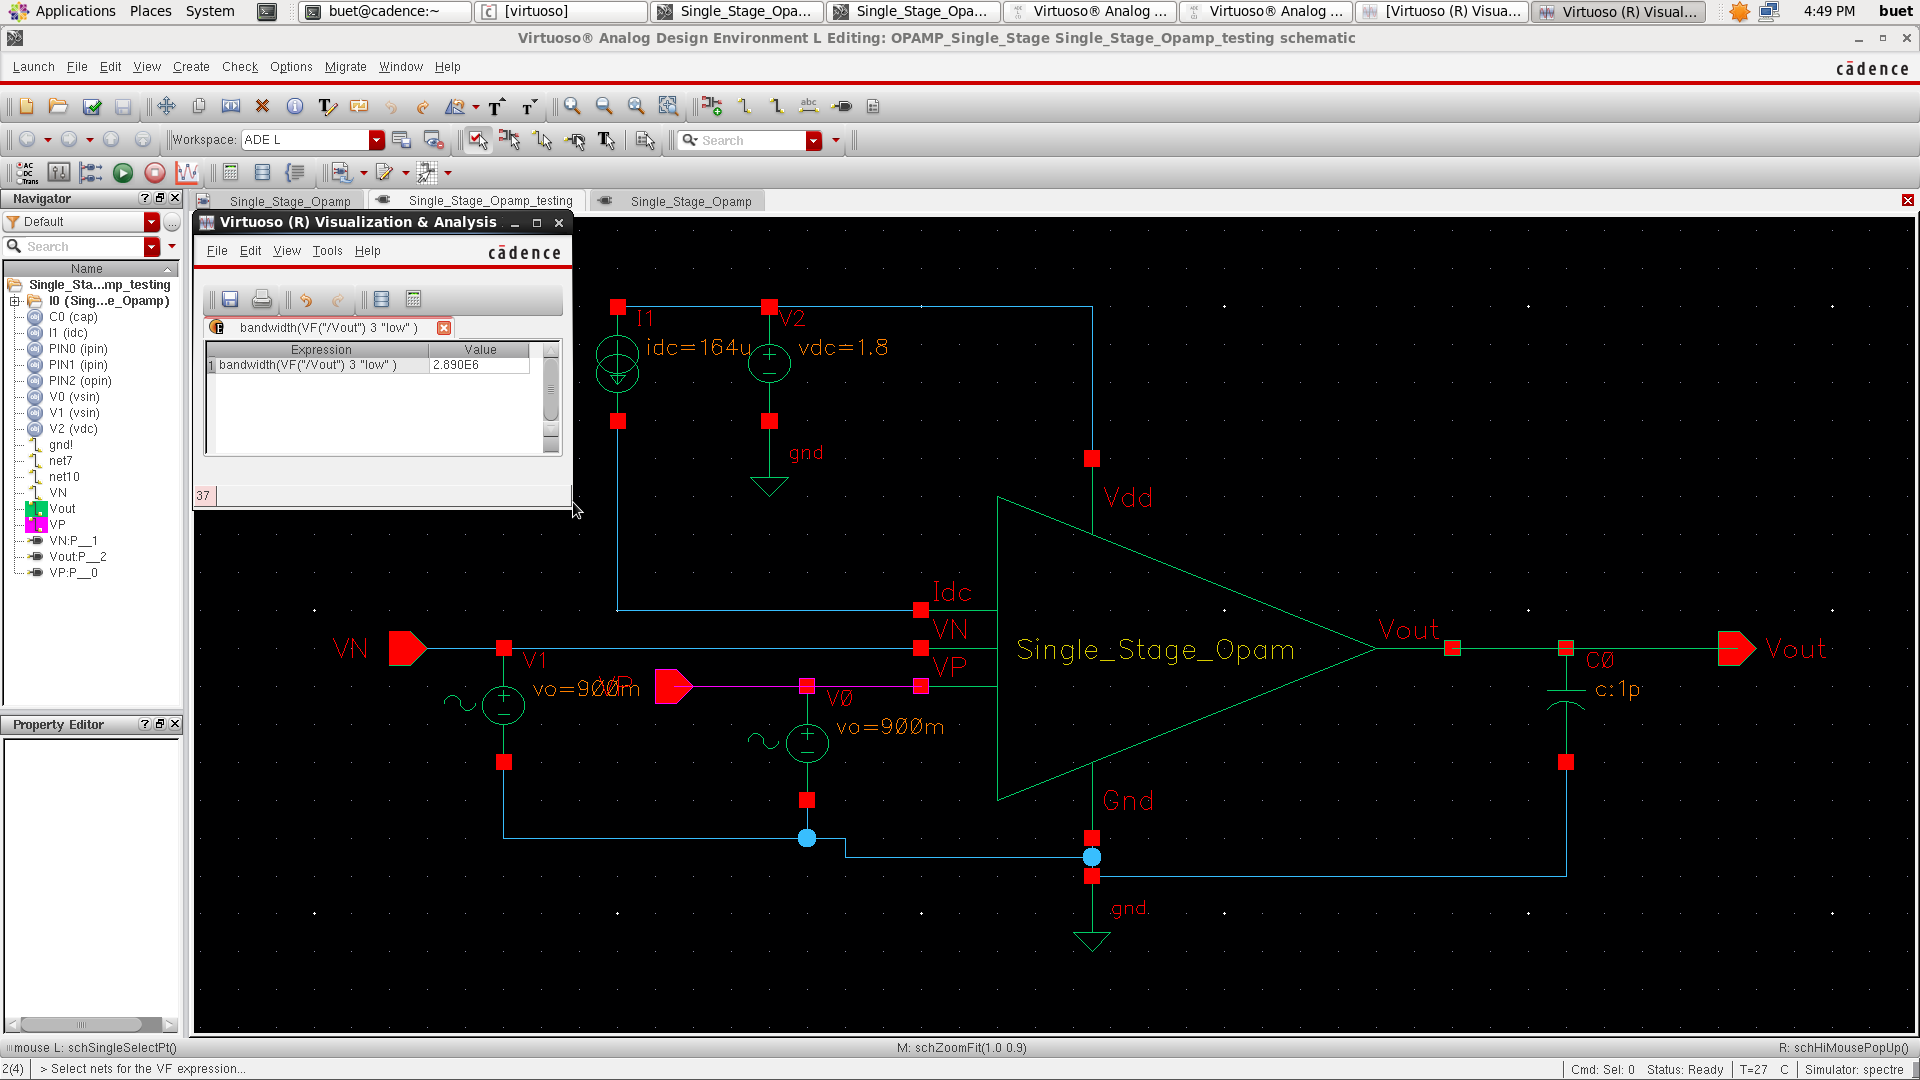 Applications Places System buet@cadence:~ [virtuoso] Single_Stage_Opa... Single_Stage_Opa... Virtuoso® Analog ... Virtuoso® Analog ... [Virtuoso (R) Visua... Virtuoso (R) Visual... 4:49 PM buet
Virtuoso® Analog Design Environment L Editing: OPAMP_Single_Stage Single_Stage_Opamp_testing schematic
Launch File Edit View Create Check Options Migrate Window Help cādence
Workspace: ADE L Search
Navigator Single_Stage_Opamp Single_Stage_Opamp_testing Single_Stage_Opamp
Default
Search
Name
Single_Sta...mp_testing
I0 (Sing...e_Opamp)
C0 (cap)
I1 (idc)
PIN0 (ipin)
PIN1 (ipin)
PIN2 (opin)
V0 (vsin)
V1 (vsin)
V2 (vdc)
gnd!
net7
net10
VN
Vout
VP
VN:P__1
Vout:P__2
VP:P__0
Property Editor
Virtuoso (R) Visualization & Analysis
File Edit View Tools Help cādence
bandwidth(VF("/Vout") 3 "low" )
Expression Value
1 bandwidth(VF("/Vout") 3 "low" ) 2.890E6
37
I1 V2
idc=164u vdc=1.8
gnd
Vdd
Idc
VN
VN Single_Stage_Opam Vout Vout
V1 VP C0
vo=900m VP V0 c:1p
vo=900m
Gnd
gnd
mouse L: schSingleSelectPt() M: schZoomFit(1.0 0.9) R: schHiMousePopUp()
2(4) > Select nets for the VF expression... Cmd: Sel: 0 Status: Ready T=27 C Simulator: spectre